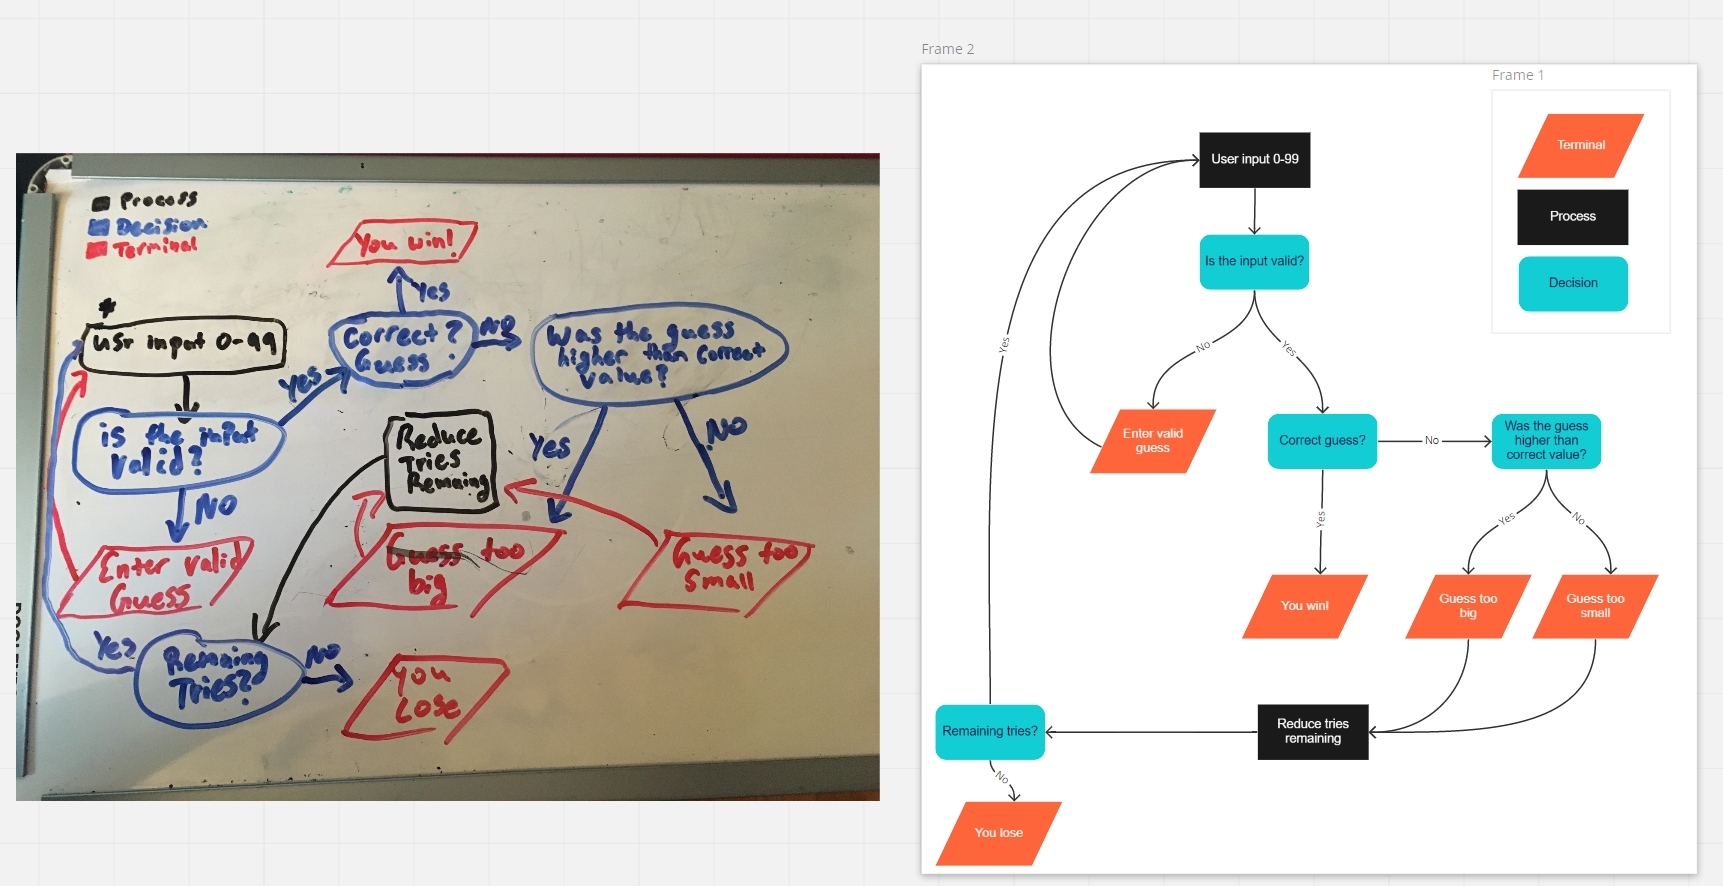 Process
Decision
Terminal
You win!
Yes
*
usr input 0-99
Correct?
Guess
NO
Was the guess
higher than correct
value?
yes
is the input
valid?
Reduce
Tries
Remaing
Yes
NO
NO
Enter valid
Guess
Guess too
big
Guess too
small
Yes
Remaing
Tries?
NO
you
Lose
Frame 2
Frame 1
Terminal
Process
Decision
User input 0-99
Is the input valid?
Yes
No
Yes
Enter valid
guess
Correct guess?
No
Was the guess
higher than
correct value?
Yes
Yes
No
You win!
Guess too
big
Guess too
small
Remaining tries?
Reduce tries
remaining
No
You lose